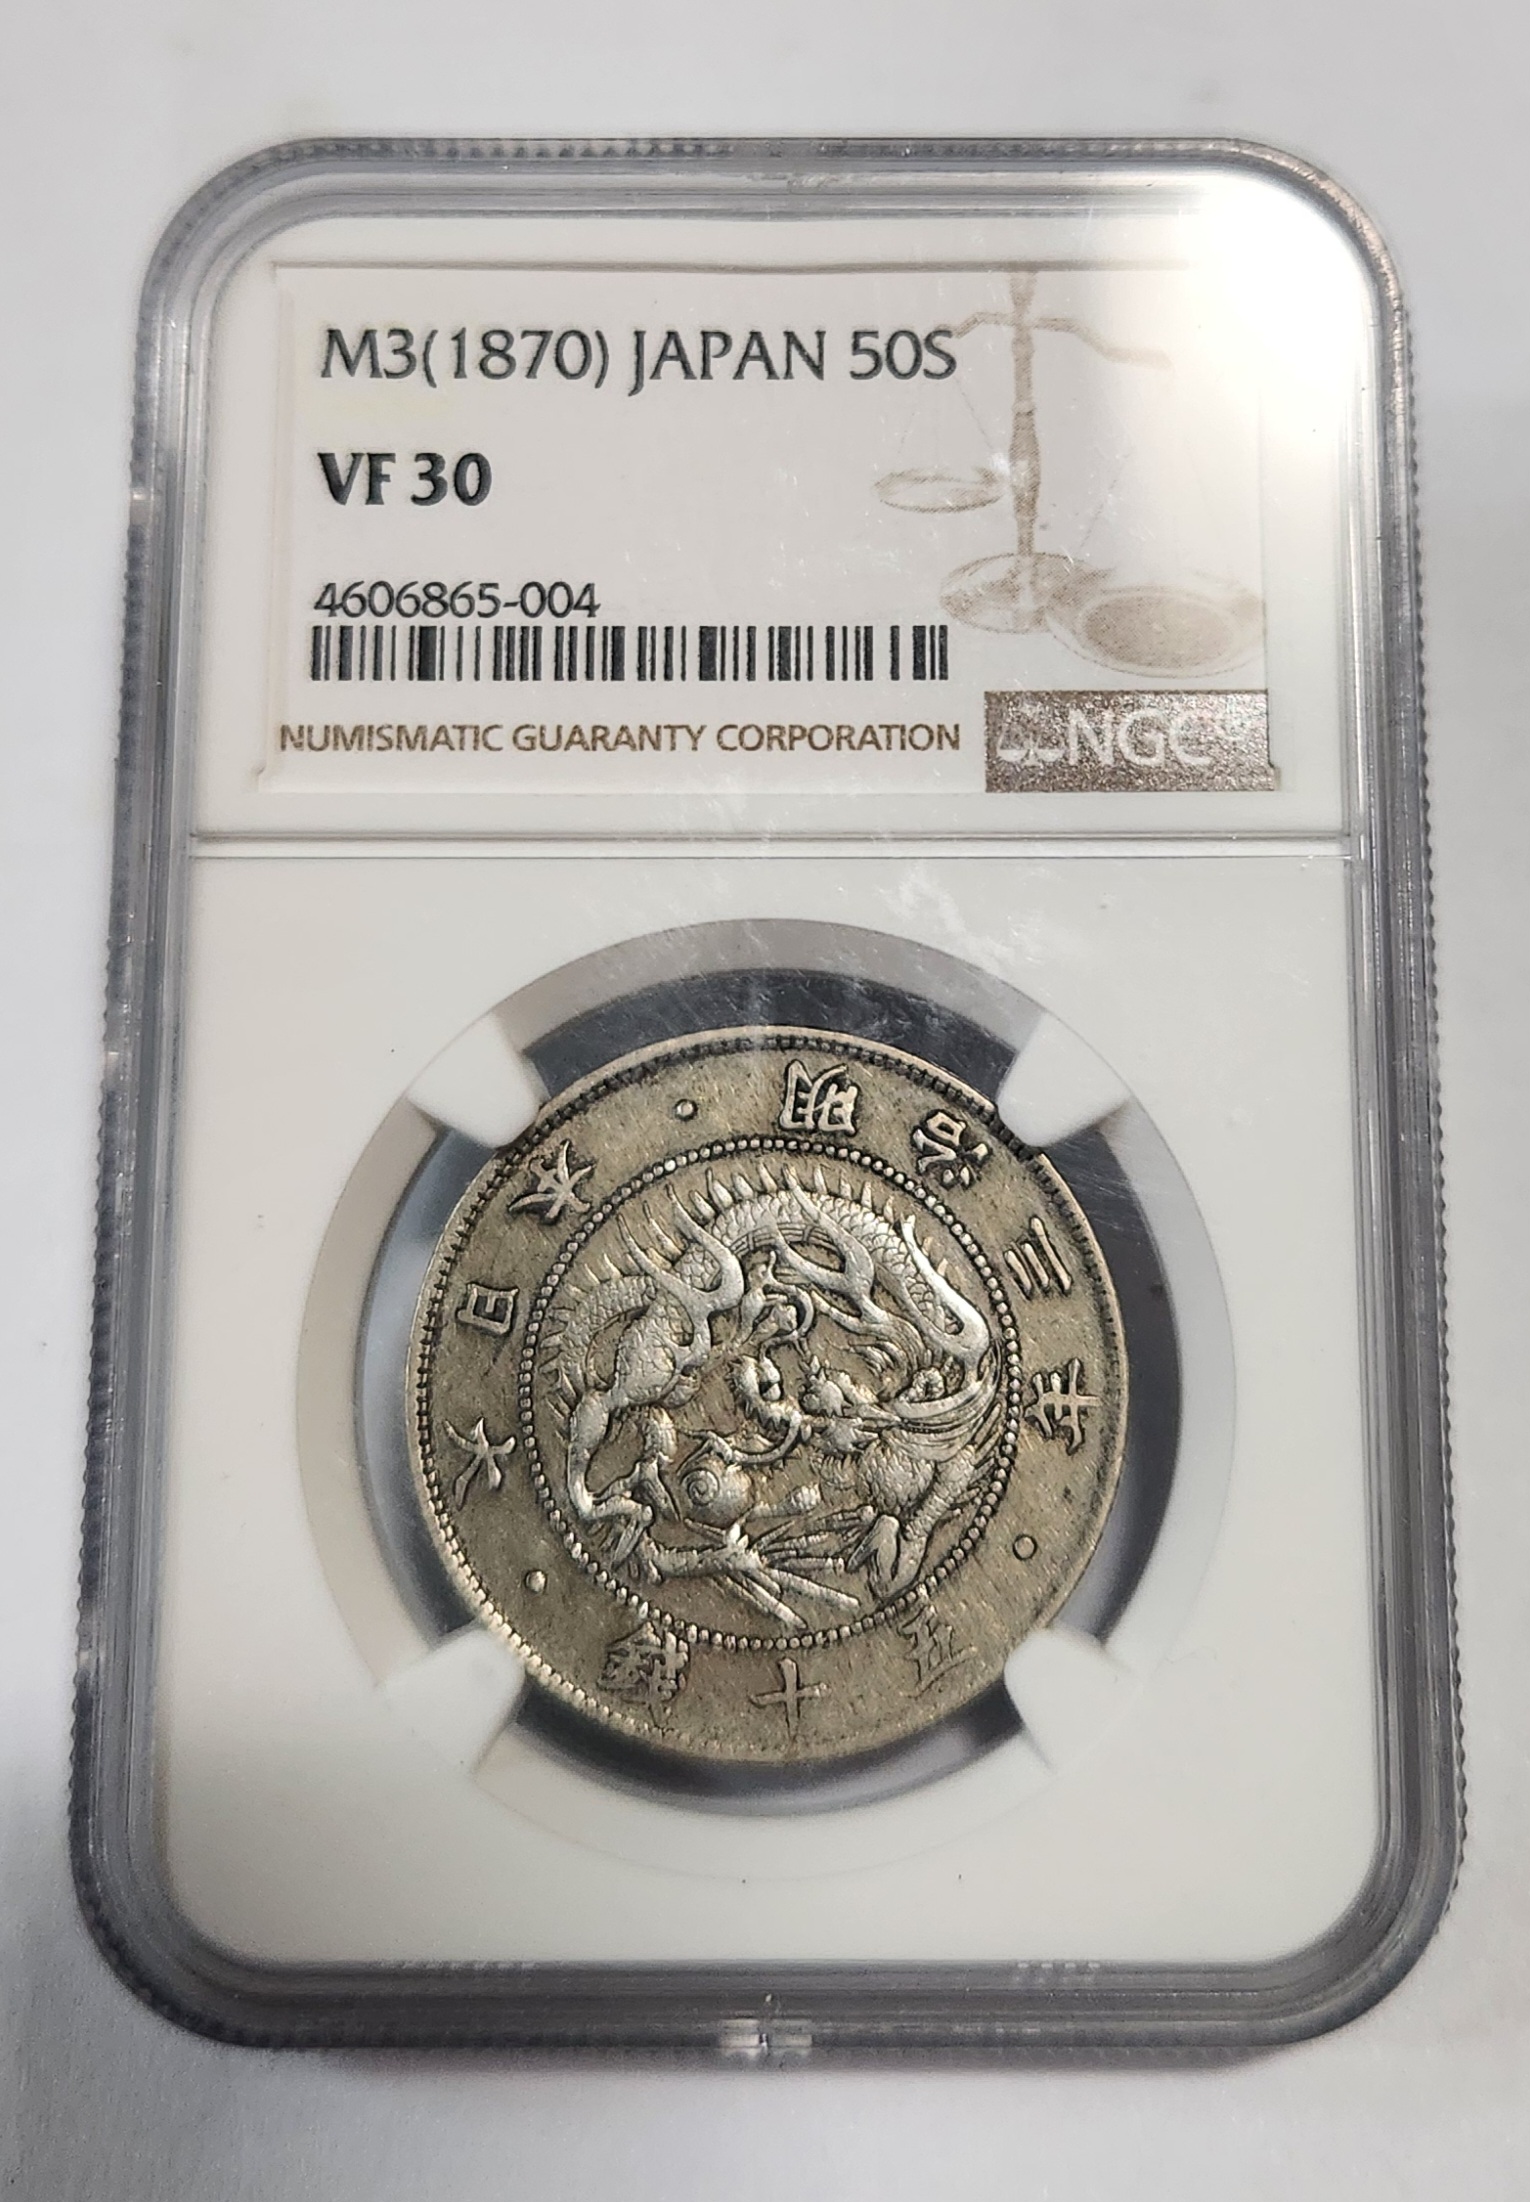 M3(1870) JAPAN 50S
VF 30
4606865-004
NUMISMATIC GUARANTY CORPORATION
NGC
大日本・明治三年・五十錢・